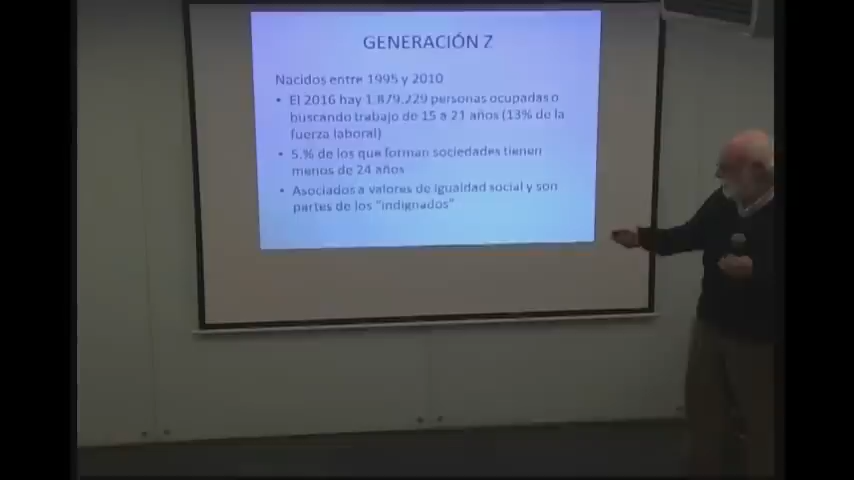 GENERACIÓN Z
Nacidos entre 1995 y 2010
• El 2016 hay 1.879.229 personas ocupadas o
buscando trabajo de 15 a 21 años (13% de la
fuerza laboral)
• 5.% de los que forman sociedades tienen
menos de 24 años
• Asociados a valores de igualdad social y son
partes de los "indignados"